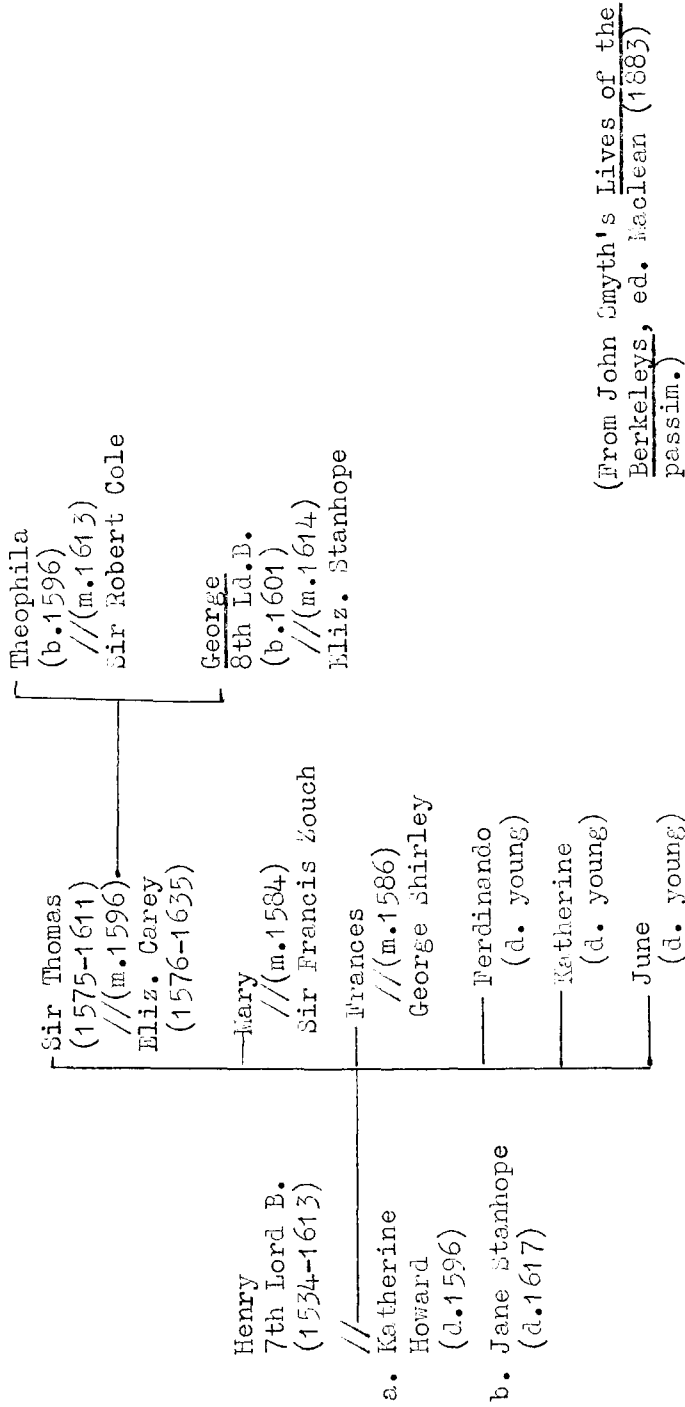 Henry
7th Lord B.
(1534-1613)
//
a. Katherine
Howard
(d.1596)
b. Jane Stanhope
(d.1617)
Sir Thomas
(1575-1611)
//(m.1596)
Eliz. Carey
(1576-1635)
Mary
//(m.1584)
Sir Francis Zouch
Frances
//(m.1586)
George Shirley
Ferdinando
(d. young)
Katherine
(d. young)
June
(d. young)
Theophila
(b.1596)
//(m.1613)
Sir Robert Cole
George
8th Ld.B.
(b.1601)
//(m.1614)
Eliz. Stanhope
(From John Smyth's Lives of the
Berkeleys, ed. Maclean (1883)
passim.)